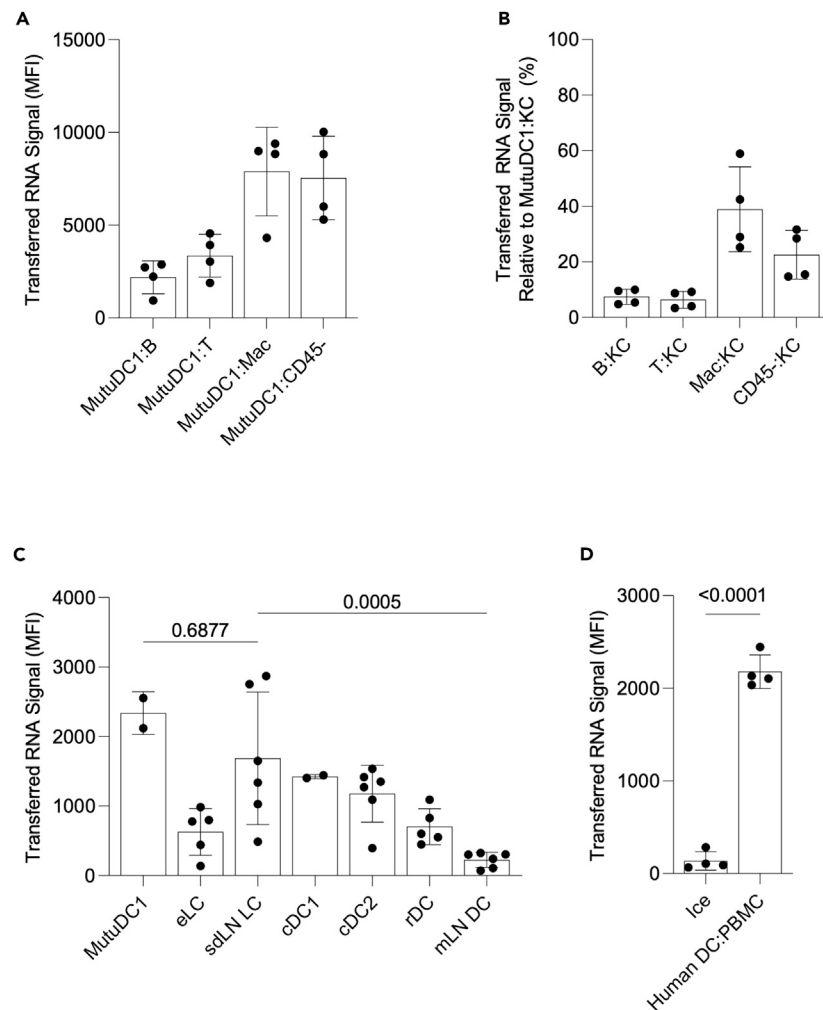 A
Transferred RNA Signal (MFI)
15000
10000
5000
0
MutuDC1:B
MutuDC1:T
MutuDC1:Mac
MutuDC1:CD45-
B
Transferred RNA Signal
Relative to MutuDC1:KC (%)
100
80
60
40
20
0
B:KC
T:KC
Mac:KC
CD45-:KC
C
Transferred RNA Signal (MFI)
4000
3000
2000
1000
0
0.6877
0.0005
MutuDC1
eLC
sdLN LC
cDC1
cDC2
rDC
mLN DC
D
Transferred RNA Signal (MFI)
3000
2000
1000
0
<0.0001
Ice
Human DC:PBMC